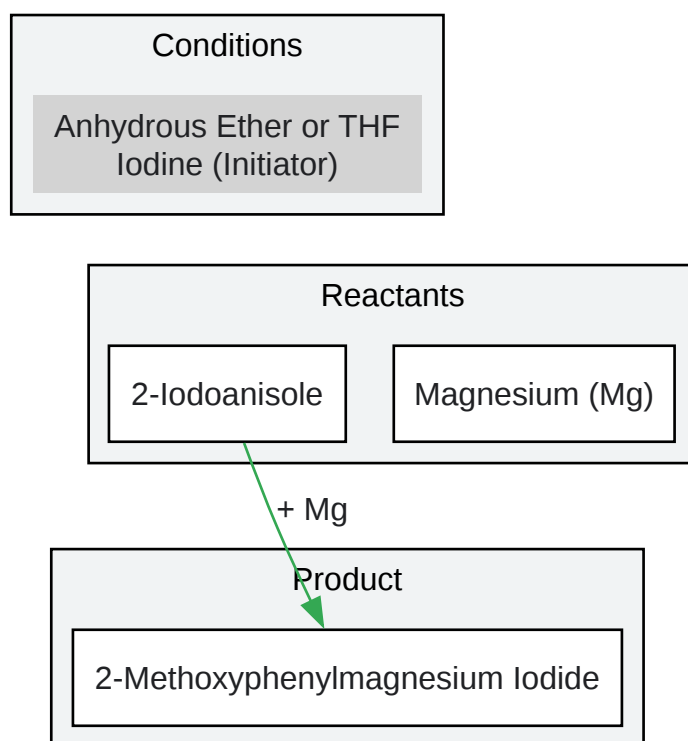 Conditions
Anhydrous Ether or THF
Iodine (Initiator)
Reactants
2-Iodoanisole
Magnesium (Mg)
+ Mg
Product
2-Methoxyphenylmagnesium Iodide